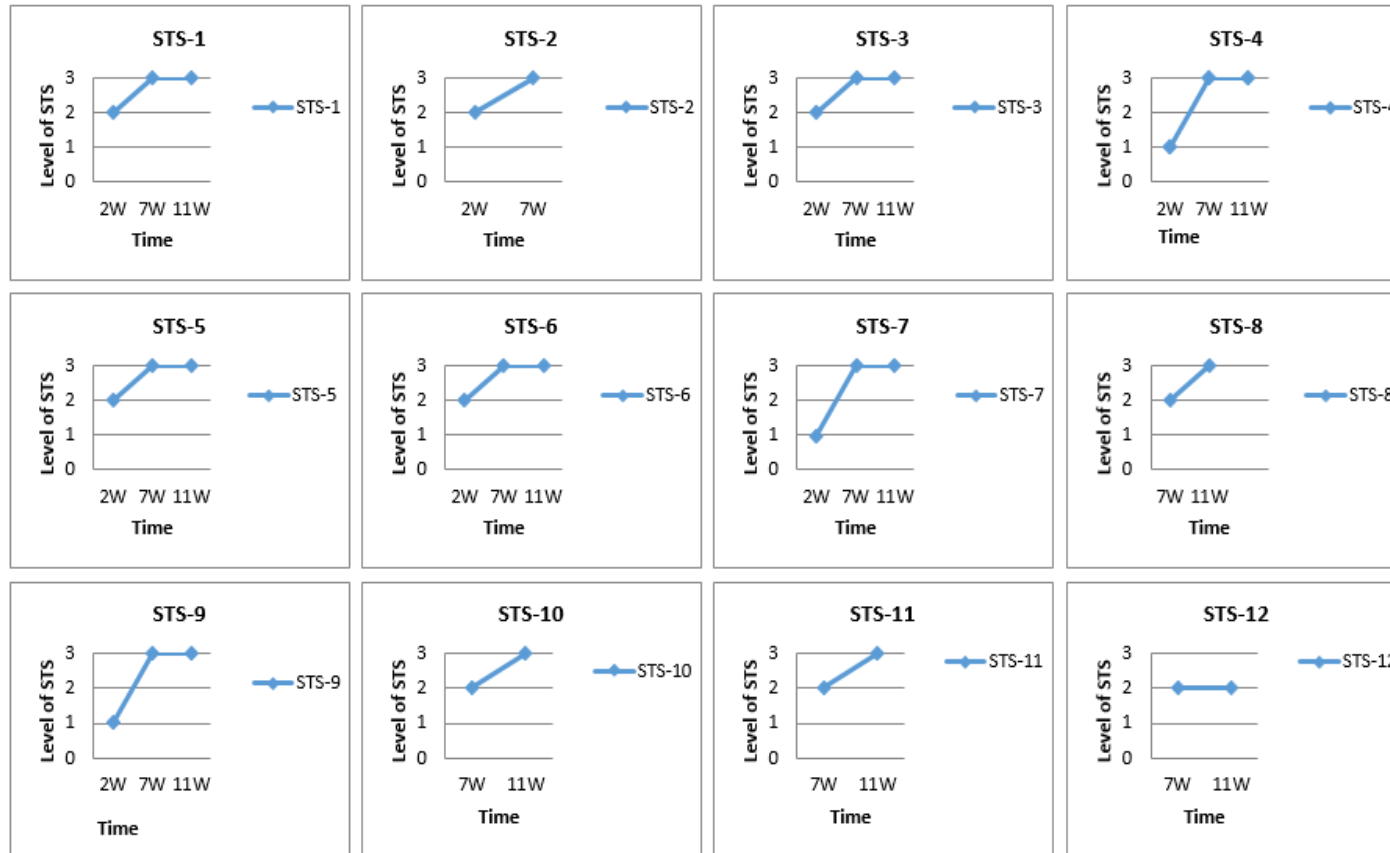 STS-1
Level of STS
3
2
1
0
2W 7W 11W
Time
STS-1
STS-2
Level of STS
3
2
1
0
2W 7W
Time
STS-2
STS-3
Level of STS
3
2
1
0
2W 7W 11W
Time
STS-3
STS-4
Level of STS
3
2
1
0
2W 7W 11W
Time
STS-4
STS-5
Level of STS
3
2
1
0
2W 7W 11W
Time
STS-5
STS-6
Level of STS
3
2
1
0
2W 7W 11W
Time
STS-6
STS-7
Level of STS
3
2
1
0
2W 7W 11W
Time
STS-7
STS-8
Level of STS
3
2
1
0
7W 11W
Time
STS-8
STS-9
Level of STS
3
2
1
0
2W 7W 11W
Time
STS-9
STS-10
Level of STS
3
2
1
0
7W 11W
Time
STS-10
STS-11
Level of STS
3
2
1
0
7W 11W
Time
STS-11
STS-12
Level of STS
3
2
1
0
7W 11W
Time
STS-12